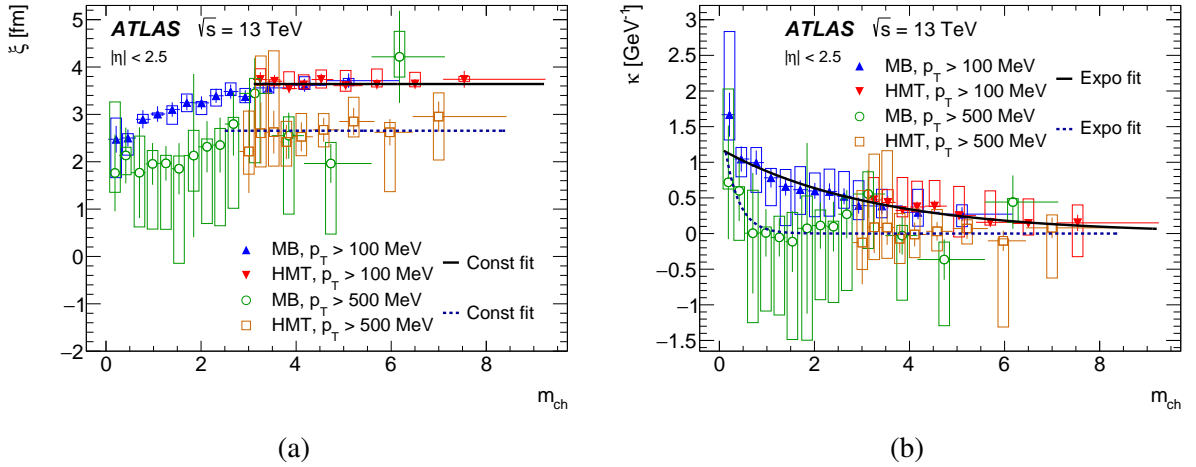 ξ [fm]
5
4
3
2
1
0
−1
−2
ATLAS √s = 13 TeV
|η| < 2.5
MB, p_T > 100 MeV
HMT, p_T > 100 MeV
MB, p_T > 500 MeV
HMT, p_T > 500 MeV
Const fit
Const fit
0 2 4 6 8
m_ch
(a)
κ [GeV⁻¹]
3
2.5
2
1.5
1
0.5
0
−0.5
−1
−1.5
ATLAS √s = 13 TeV
|η| < 2.5
MB, p_T > 100 MeV
HMT, p_T > 100 MeV
MB, p_T > 500 MeV
HMT, p_T > 500 MeV
Expo fit
Expo fit
0 2 4 6 8
m_ch
(b)